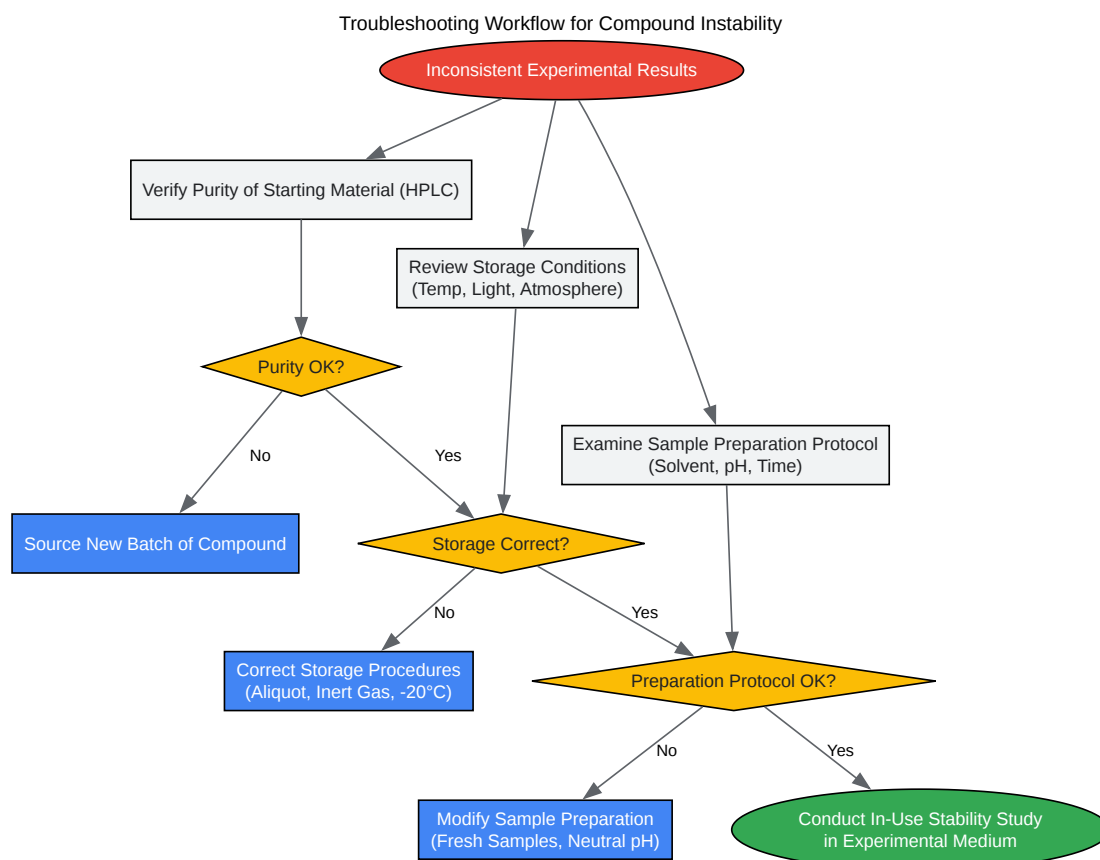 Troubleshooting Workflow for Compound Instability
Inconsistent Experimental Results
Verify Purity of Starting Material (HPLC)
Review Storage Conditions
(Temp, Light, Atmosphere)
Purity OK?
Examine Sample Preparation Protocol
(Solvent, pH, Time)
No
Yes
Source New Batch of Compound
Storage Correct?
No
Yes
Correct Storage Procedures
(Aliquot, Inert Gas, -20°C)
Preparation Protocol OK?
No
Yes
Modify Sample Preparation
(Fresh Samples, Neutral pH)
Conduct In-Use Stability Study
in Experimental Medium